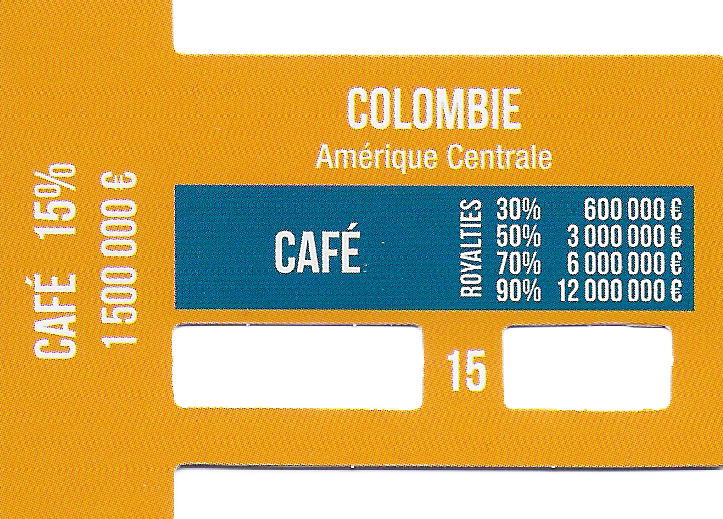 COLOMBIE
Amérique Centrale
CAFÉ 15%
1 500 000 €
CAFÉ
ROYALTIES
30% 600 000 €
50% 3 000 000 €
70% 6 000 000 €
90% 12 000 000 €
15